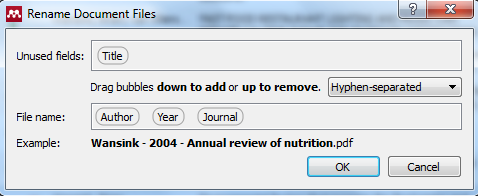 Rename Document Files
Unused fields: Title
Drag bubbles down to add or up to remove. Hyphen-separated
File name: Author Year Journal
Example: Wansink - 2004 - Annual review of nutrition.pdf
OK Cancel